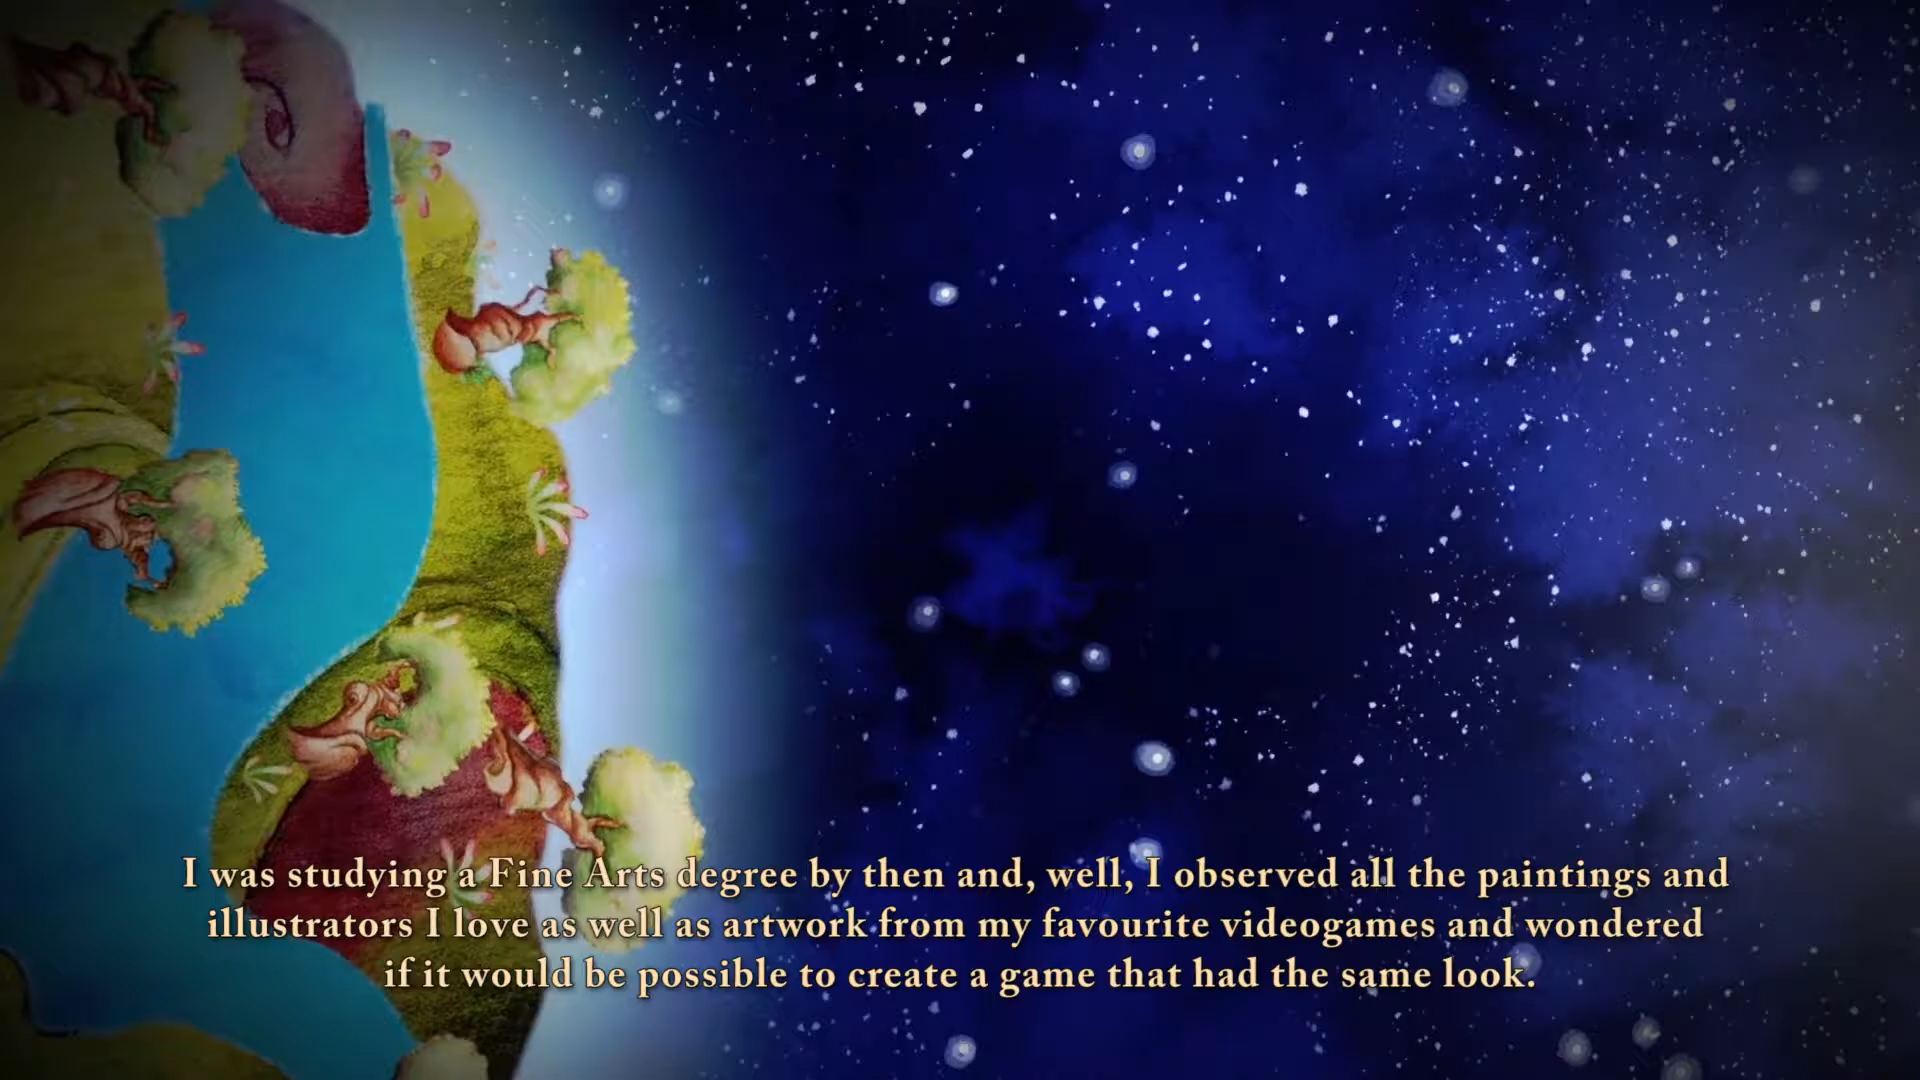 I was studying a Fine Arts degree by then and, well, I observed all the paintings and
illustrators I love as well as artwork from my favourite videogames and wondered
if it would be possible to create a game that had the same look.